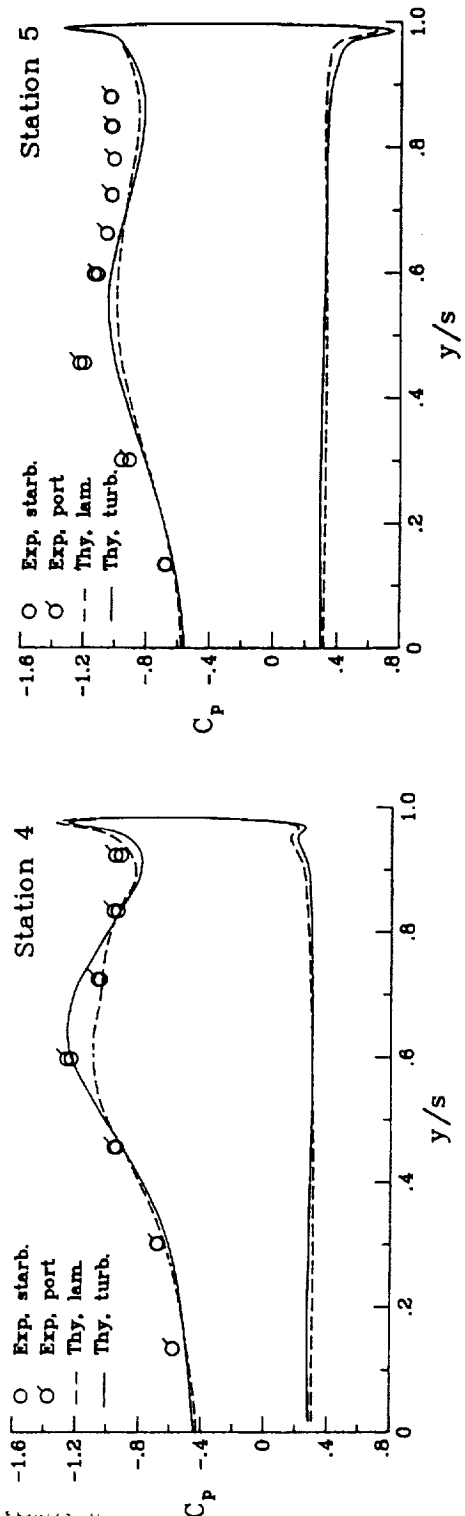 Station 4
○ Exp, starb.
Exp, port
Thy, lam.
Thy, turb.
-1.6
-1.2
-.8
-.4
0
.4
.8
Cp
0
.2
.4
.6
.8
1.0
y/s
Station 5
○ Exp, starb.
Exp, port
Thy, lam.
Thy, turb.
-1.6
-1.2
-.8
-.4
0
.4
.8
Cp
0
.2
.4
.6
.8
1.0
y/s